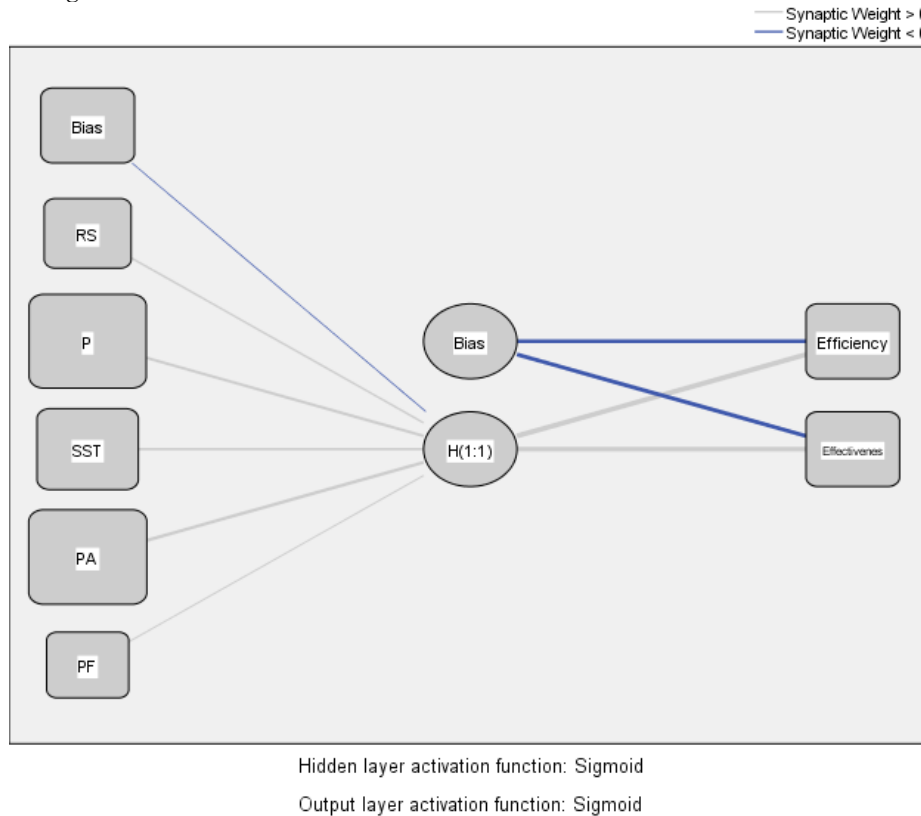 Synaptic Weight >
Synaptic Weight <
Bias
RS
P
SST
PA
PF
Bias
H(1:1)
Efficiency
Effectivenes
Hidden layer activation function: Sigmoid
Output layer activation function: Sigmoid